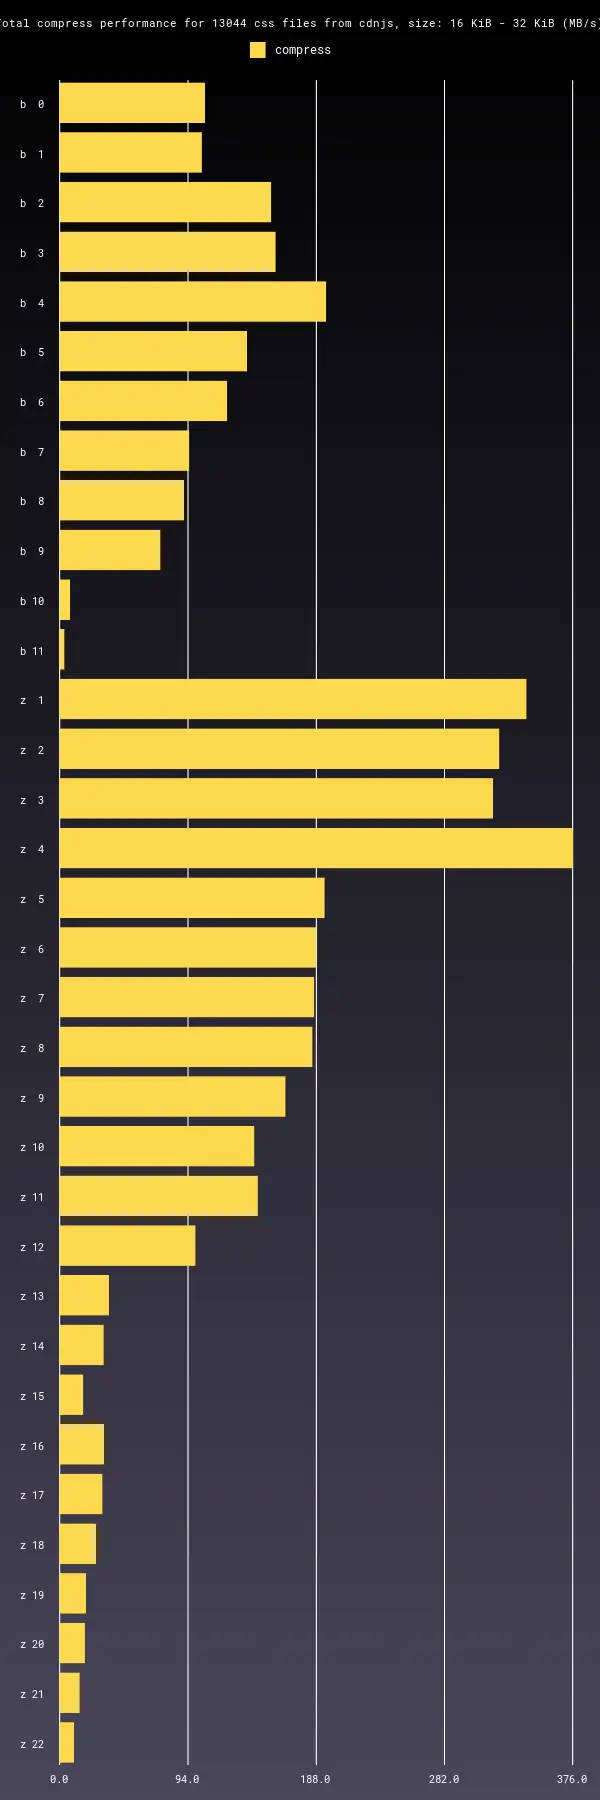 otal compress performance for 13044 css files from cdnjs, size: 16 KiB - 32 KiB (MB/s)
compress
b 0
b 1
b 2
b 3
b 4
b 5
b 6
b 7
b 8
b 9
b 10
b 11
z 1
z 2
z 3
z 4
z 5
z 6
z 7
z 8
z 9
z 10
z 11
z 12
z 13
z 14
z 15
z 16
z 17
z 18
z 19
z 20
z 21
z 22
0.0 94.0 188.0 282.0 376.0